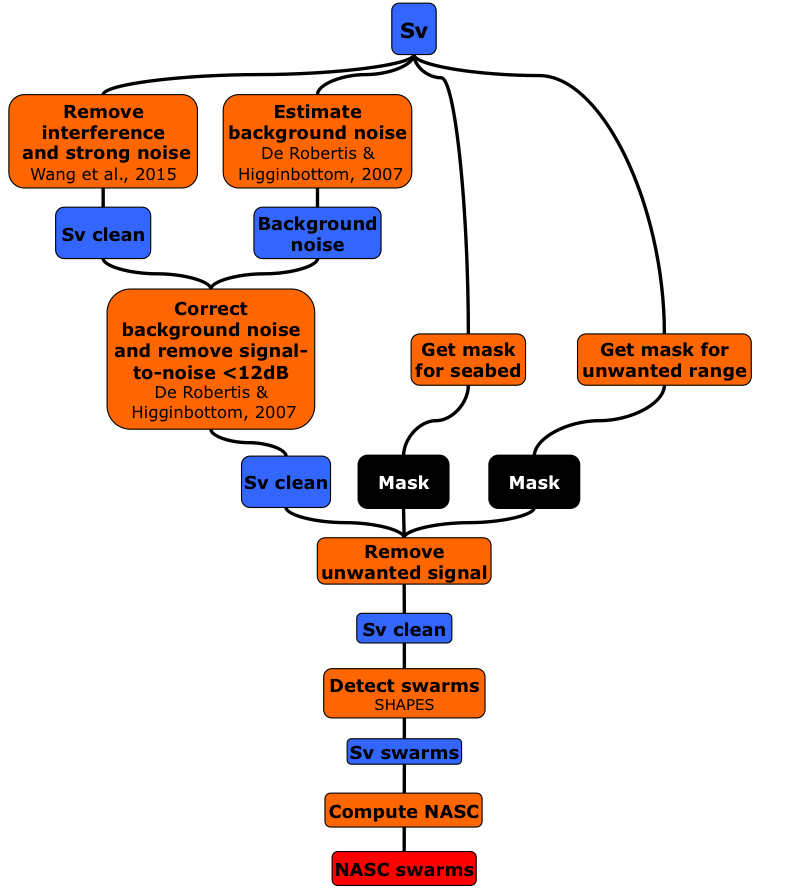 Sv
Remove
interference
and strong noise
Wang et al., 2015
Estimate
background noise
De Robertis &
Higginbottom, 2007
Sv clean
Background
noise
Correct
background noise
and remove signal-
to-noise <12dB
De Robertis &
Higginbottom, 2007
Get mask
for seabed
Get mask for
unwanted range
Sv clean
Mask
Mask
Remove
unwanted signal
Sv clean
Detect swarms
SHAPES
Sv swarms
Compute NASC
NASC swarms